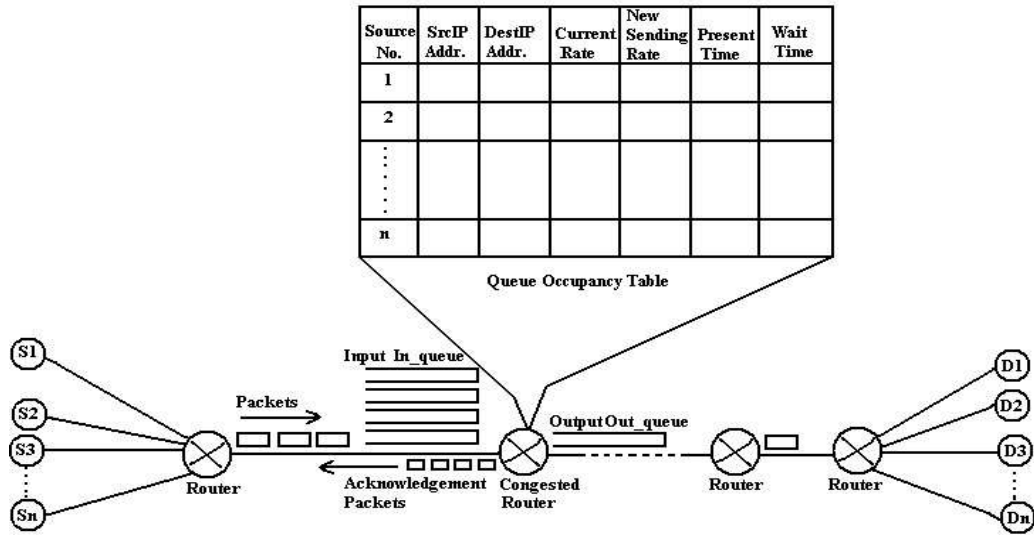 Source No.
SrcIP Addr.
DestIP Addr.
Current Rate
New Sending Rate
Present Time
Wait Time
1
2
n
Queue Occupancy Table
S1
S2
S3
Sn
Packets
Input In_queue
Router
Acknowledgement
Packets
Congested
Router
OutputOut_queue
Router
Router
D1
D2
D3
Dn